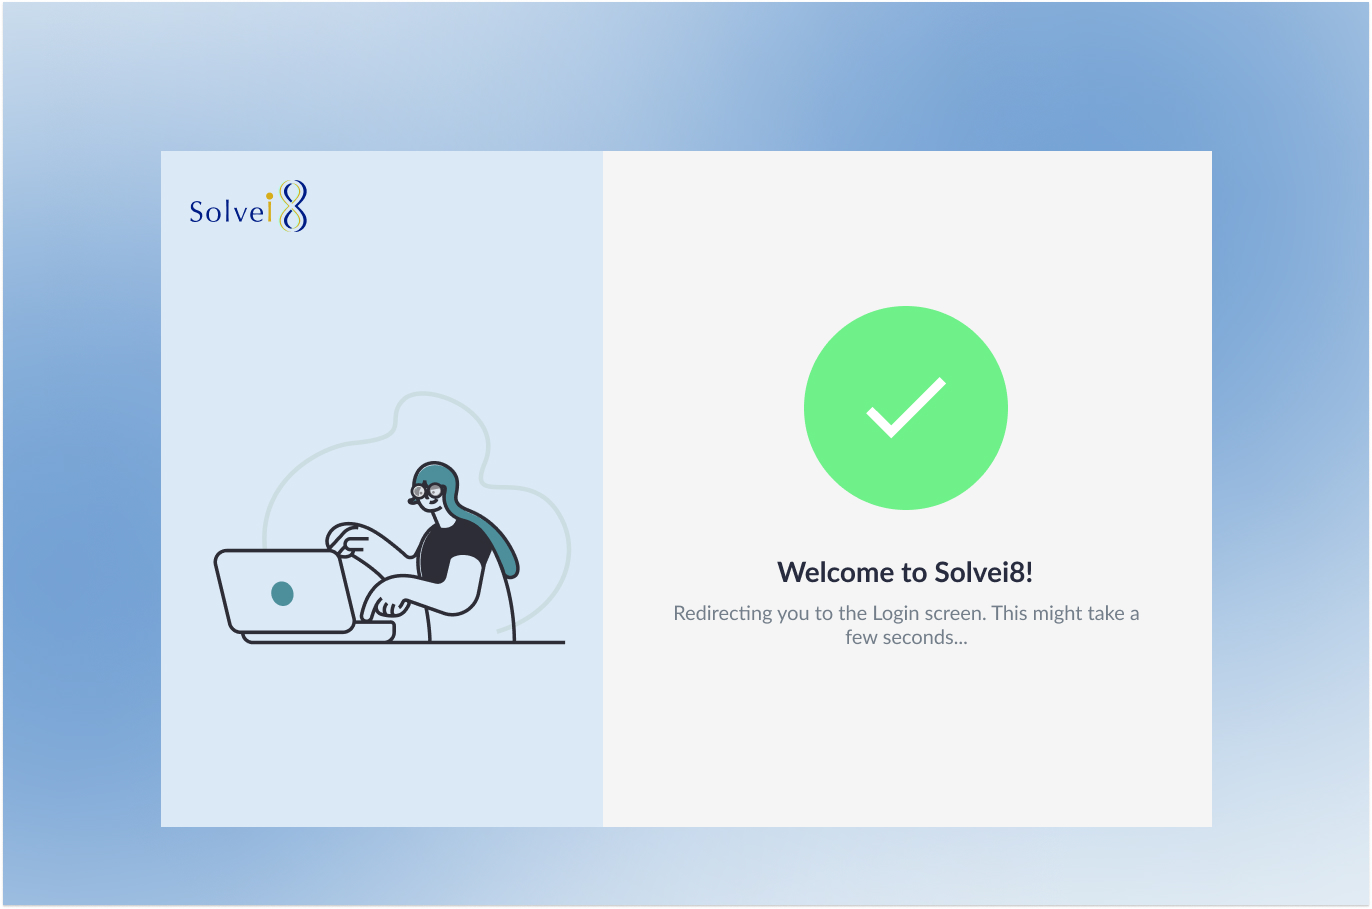 Solvei8
Welcome to Solvei8!
Redirecting you to the Login screen. This might take a
few seconds...